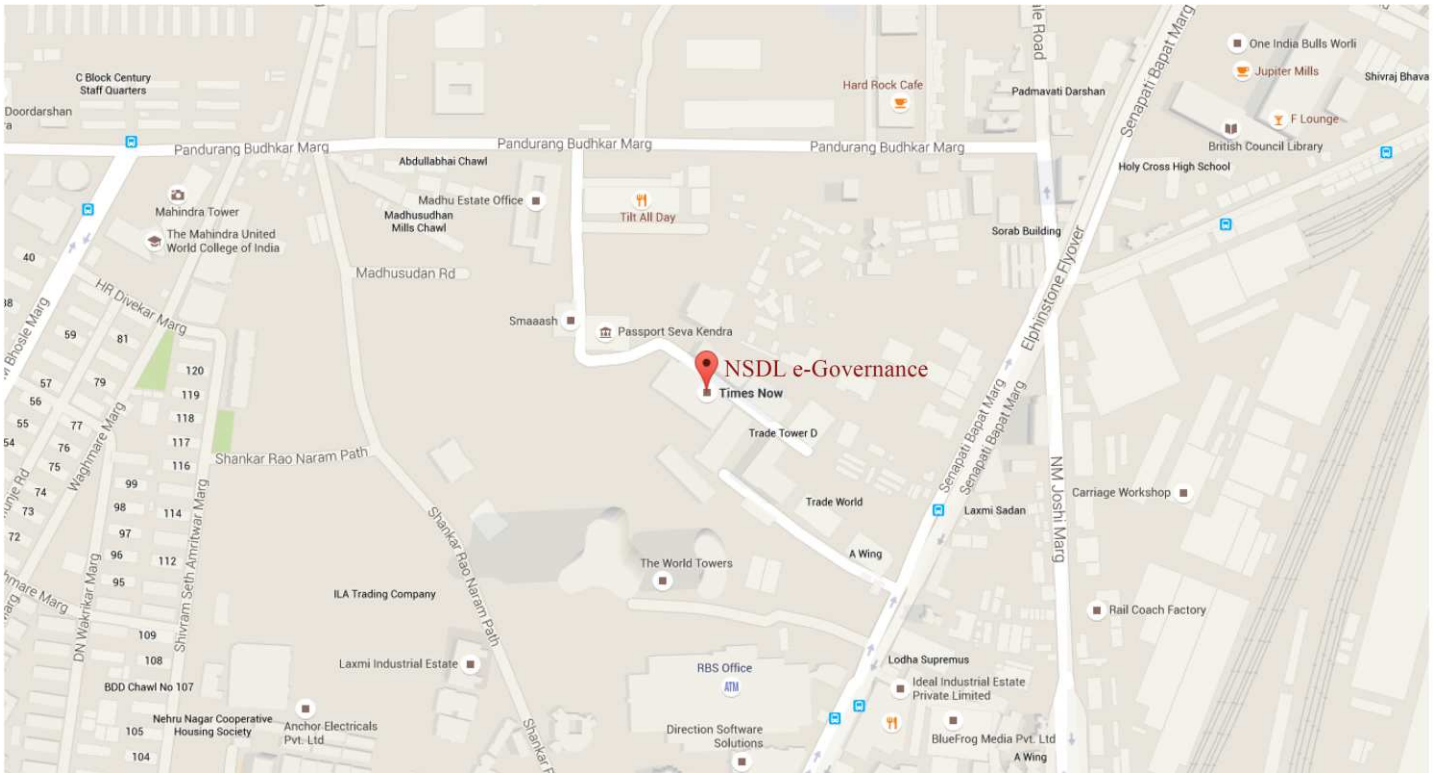 One India Bulls Worli
C Block Century
Staff Quarters
Jupiter Mills
Shivraj Bhava
Hard Rock Cafe
Padmavati Darshan
Senapati Bapat Marg
Doordarshan
F Lounge
British Council Library
Pandurang Budhkar Marg
Pandurang Budhkar Marg
Pandurang Budhkar Marg
Abdullabhai Chawl
Holy Cross High School
Madhu Estate Office
Mahindra Tower
Madhusudhan
Mills Chawl
Tilt All Day
The Mahindra United
World College of India
Sorab Building
40
Madhusudan Rd
HR Divekar Marg
Elphinstone Flyover
Bhosle Marg
Smaaash
Passport Seva Kendra
59
81
NSDL e-Governance
120
Times Now
57
79
119
56
118
55
77
Trade Tower D
54
76
117
Senapati Bapat Marg
Senapati Bapat Marg
Waghmare Marg
75
116
Shankar Rao Naram Path
NM Joshi Marg
99
74
Carriage Workshop
98
114
Trade World
73
Laxmi Sadan
97
72
Shankar Rao Naram Path
96
112
A Wing
The World Towers
95
ILA Trading Company
Rail Coach Factory
DN Wakrikar Marg
Shivram Seth Amritwar Marg
109
108
Laxmi Industrial Estate
RBS Office
ATM
Lodha Supremus
BDD Chawl No 107
Ideal Industrial Estate
Private Limited
Nehru Nagar Cooperative
Housing Society
105
Anchor Electricals
Pvt. Ltd
Direction Software
Solutions
BlueFrog Media Pvt. Ltd
104
A Wing